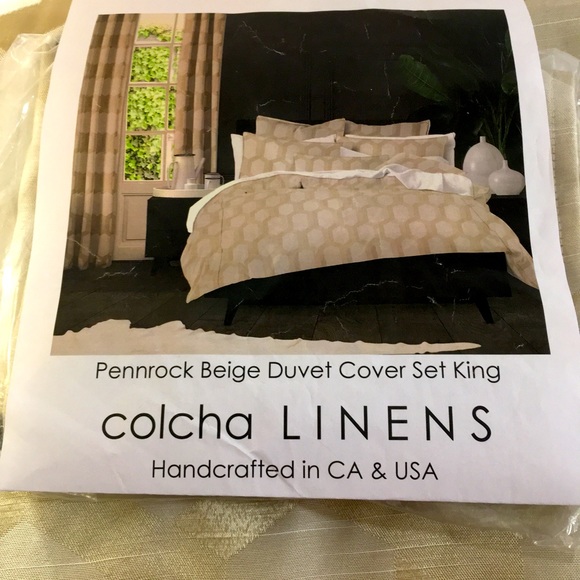 Pennrock Beige Duvet Cover Set King
colcha LINENS
Handcrafted in CA & USA